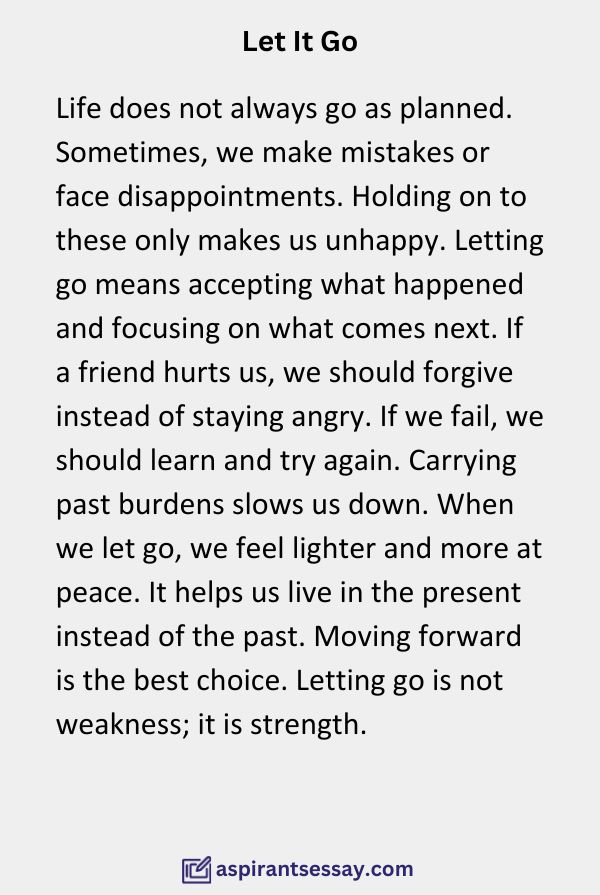 Let It Go
Life does not always go as planned.
Sometimes, we make mistakes or
face disappointments. Holding on to
these only makes us unhappy. Letting
go means accepting what happened
and focusing on what comes next. If
a friend hurts us, we should forgive
instead of staying angry. If we fail, we
should learn and try again. Carrying
past burdens slows us down. When
we let go, we feel lighter and more at
peace. It helps us live in the present
instead of the past. Moving forward
is the best choice. Letting go is not
weakness; it is strength.
aspirantsessay.com